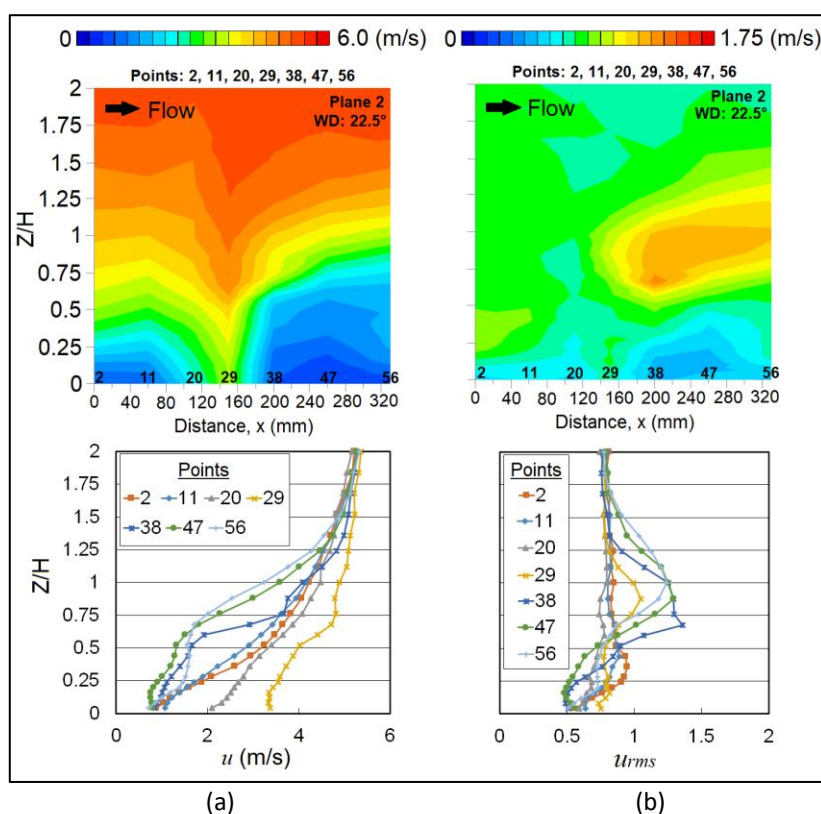 0 6.0 (m/s)
0 1.75 (m/s)
Points: 2, 11, 20, 29, 38, 47, 56
Points: 2, 11, 20, 29, 38, 47, 56
2
1.75
1.5
1.25
1
0.75
0.5
0.25
0
Z/H
Flow
Plane 2
WD: 22.5°
2 11 20 29 38 47 56
0 40 80 120 160 200 240 280 320
Distance, x (mm)
Flow
Plane 2
WD: 22.5°
2 11 20 29 38 47 56
0 40 80 120 160 200 240 280 320
Distance, x (mm)
2
1.75
1.5
1.25
1
0.75
0.5
0.25
0
Z/H
Points
2 11 20 29
38 47 56
0 2 4 6
u (m/s)
Points
2
11
20
29
38
47
56
0 0.5 1 1.5 2
urms
(a) (b)